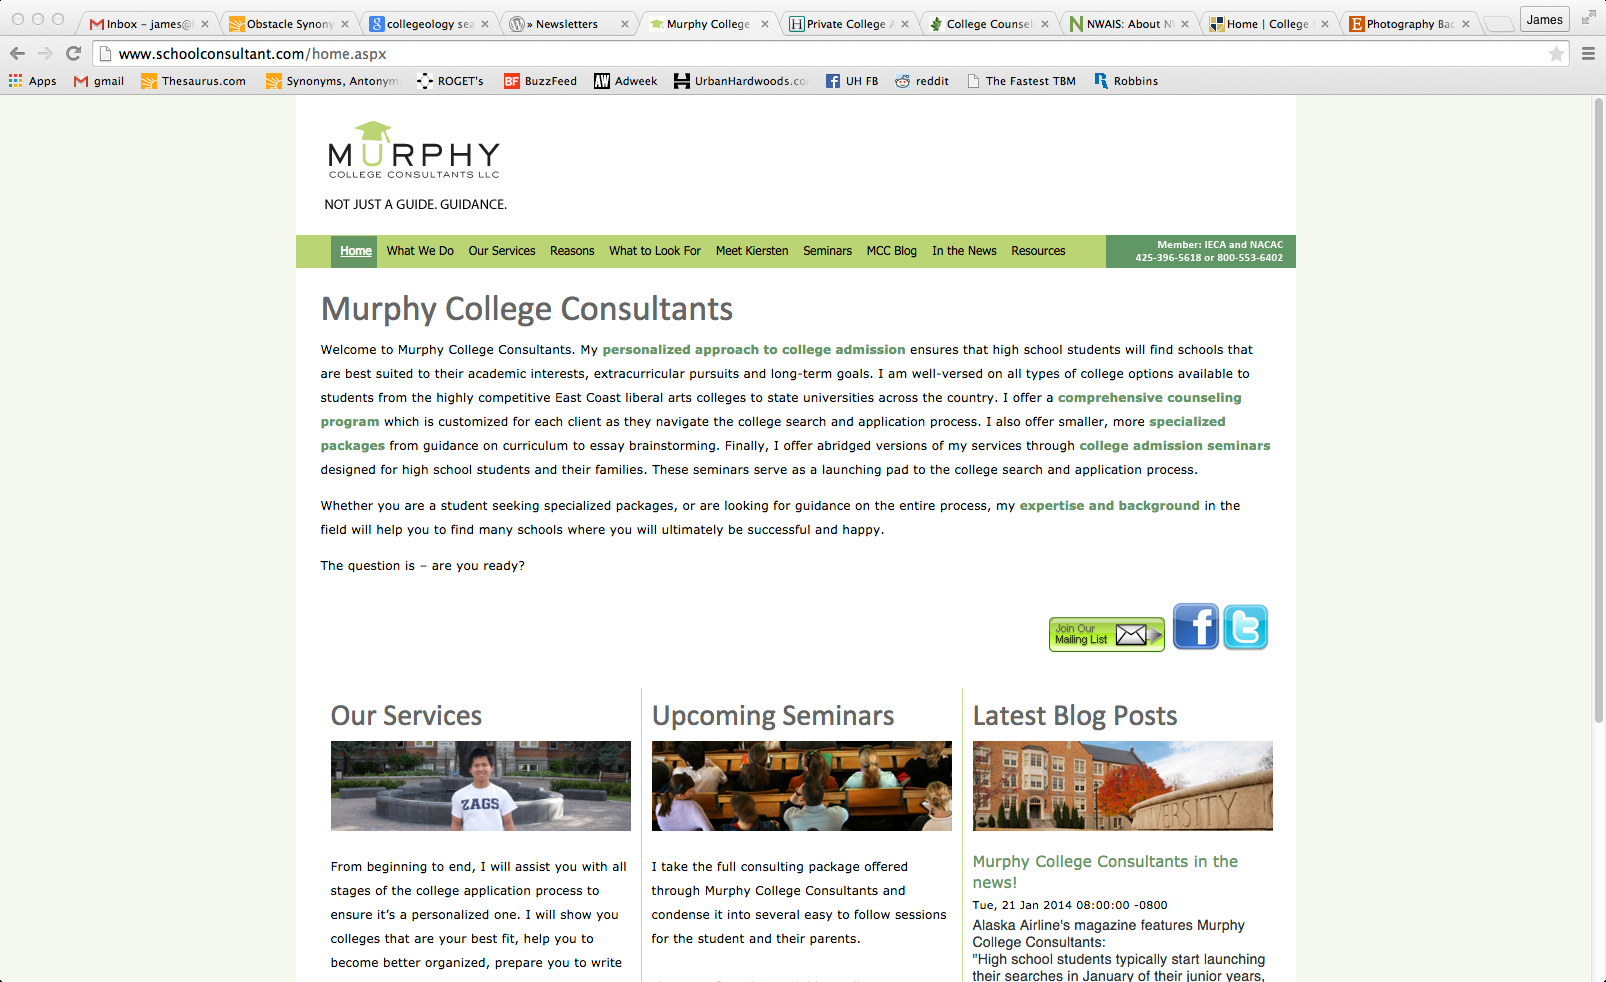 Inbox – james@
Obstacle Synony
collegeology sea
» Newsletters
Murphy College
Private College A
College Counsel
NWAIS: About N
Home | College
Photography Bac
James
www.schoolconsultant.com/home.aspx
Apps
gmail
Thesaurus.com
Synonyms, Antonym
ROGET's
BF BuzzFeed
AW Adweek
UrbanHardwoods.co
UH FB
reddit
The Fastest TBM
Robbins
MURPHY
COLLEGE CONSULTANTS LLC
NOT JUST A GUIDE. GUIDANCE.
Home What We Do Our Services Reasons What to Look For Meet Kiersten Seminars MCC Blog In the News Resources
Member: IECA and NACAC
425-396-5618 or 800-553-6402
Murphy College Consultants
Welcome to Murphy College Consultants. My personalized approach to college admission ensures that high school students will find schools that
are best suited to their academic interests, extracurricular pursuits and long-term goals. I am well-versed on all types of college options available to
students from the highly competitive East Coast liberal arts colleges to state universities across the country. I offer a comprehensive counseling
program which is customized for each client as they navigate the college search and application process. I also offer smaller, more specialized
packages from guidance on curriculum to essay brainstorming. Finally, I offer abridged versions of my services through college admission seminars
designed for high school students and their families. These seminars serve as a launching pad to the college search and application process.
Whether you are a student seeking specialized packages, or are looking for guidance on the entire process, my expertise and background in the
field will help you to find many schools where you will ultimately be successful and happy.
The question is – are you ready?
Join Our
Mailing List
Our Services
ZAGS
From beginning to end, I will assist you with all
stages of the college application process to
ensure it's a personalized one. I will show you
colleges that are your best fit, help you to
become better organized, prepare you to write
Upcoming Seminars
I take the full consulting package offered
through Murphy College Consultants and
condense it into several easy to follow sessions
for the student and their parents.
Latest Blog Posts
IVERSITY
Murphy College Consultants in the
news!
Tue, 21 Jan 2014 08:00:00 -0800
Alaska Airline's magazine features Murphy
College Consultants:
"High school students typically start launching
their searches in January of their junior years,